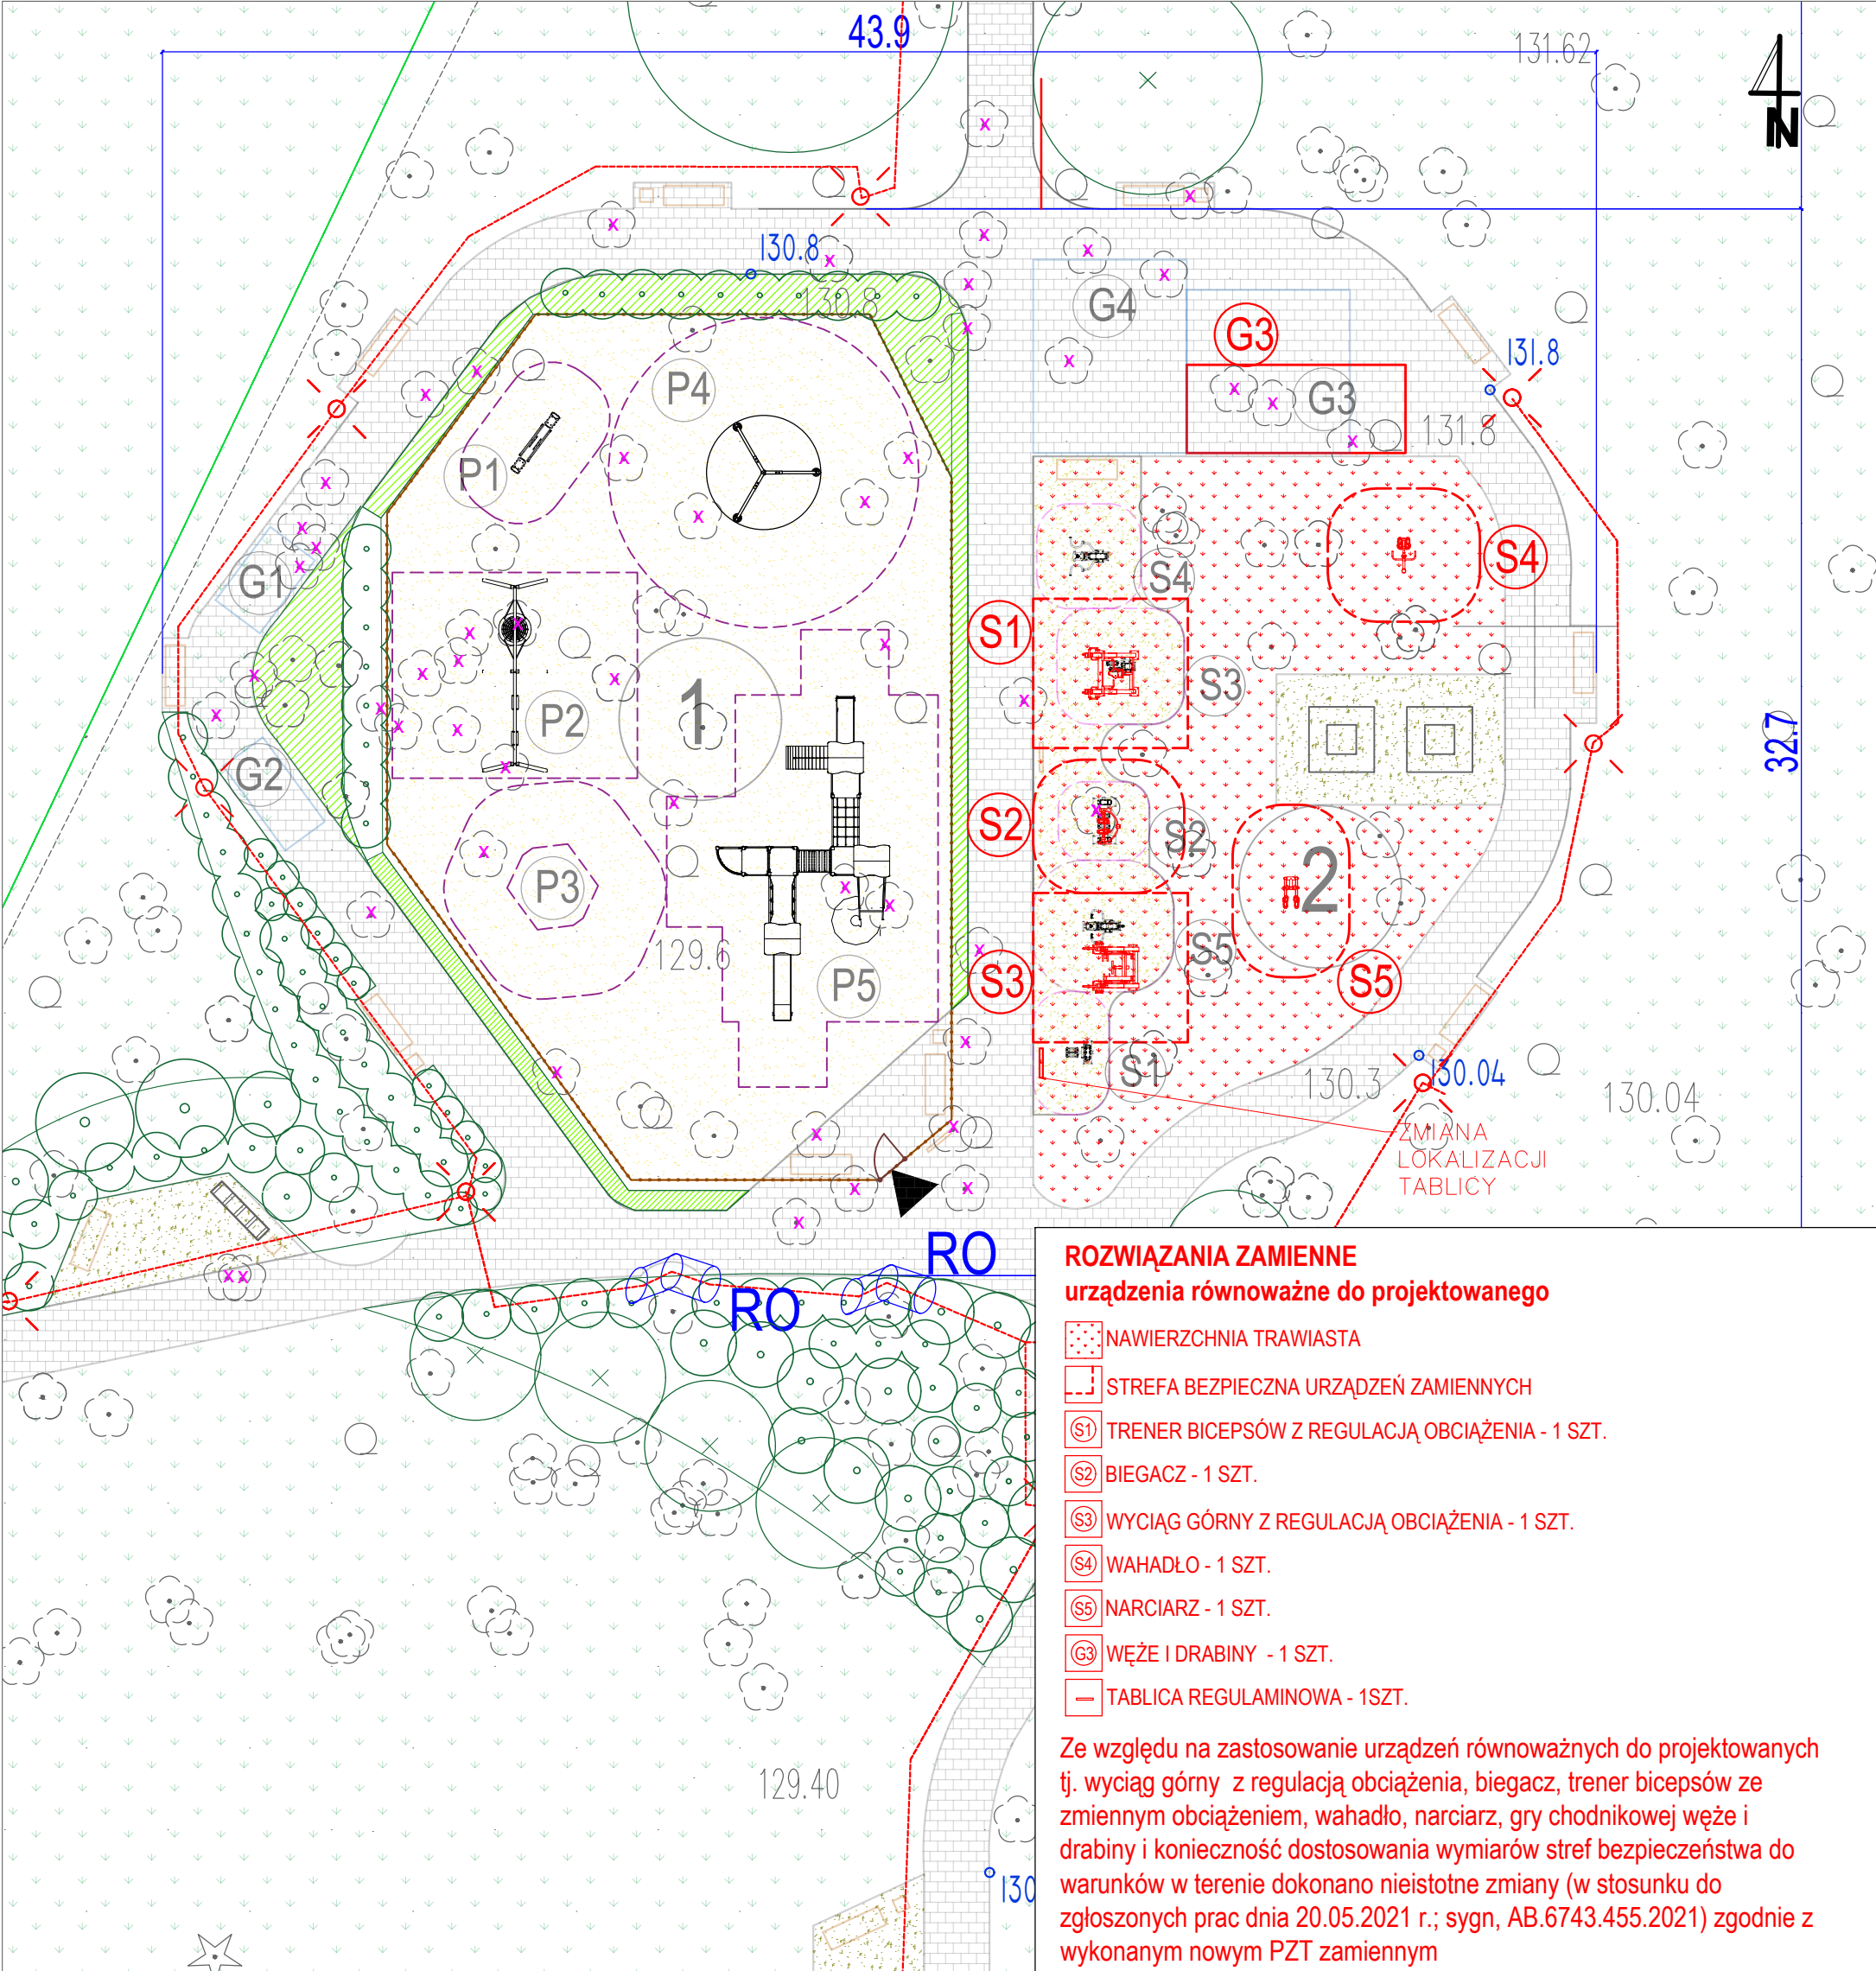 43.9
131.62
N
130.8
130.8
G4
G3
131.8
P4
G3
131.8
P1
S4
S4
G1
S1
S3
1
P2
32.7
G2
S2
S2
2
P3
129.6
S5
P5
S3
S5
S1
130.3
130.04
130.04
ZMIANA
LOKALIZACJI
TABLICY
RO
RO
ROZWIĄZANIA ZAMIENNE
urządzenia równoważne do projektowanego
NAWIERZCHNIA TRAWIASTA
STREFA BEZPIECZNA URZĄDZEŃ ZAMIENNYCH
S1 TRENER BICEPSÓW Z REGULACJĄ OBCIĄŻENIA - 1 SZT.
S2 BIEGACZ - 1 SZT.
S3 WYCIĄG GÓRNY Z REGULACJĄ OBCIĄŻENIA - 1 SZT.
S4 WAHADŁO - 1 SZT.
S5 NARCIARZ - 1 SZT.
G3 WĘŻE I DRABINY - 1 SZT.
TABLICA REGULAMINOWA - 1SZT.
Ze względu na zastosowanie urządzeń równoważnych do projektowanych
tj. wyciąg górny z regulacją obciążenia, biegacz, trener bicepsów ze
zmiennym obciążeniem, wahadło, narciarz, gry chodnikowej węże i
drabiny i konieczność dostosowania wymiarów stref bezpieczeństwa do
warunków w terenie dokonano nieistotne zmiany (w stosunku do
zgłoszonych prac dnia 20.05.2021 r.; sygn, AB.6743.455.2021) zgodnie z
wykonanym nowym PZT zamiennym
129.40
130